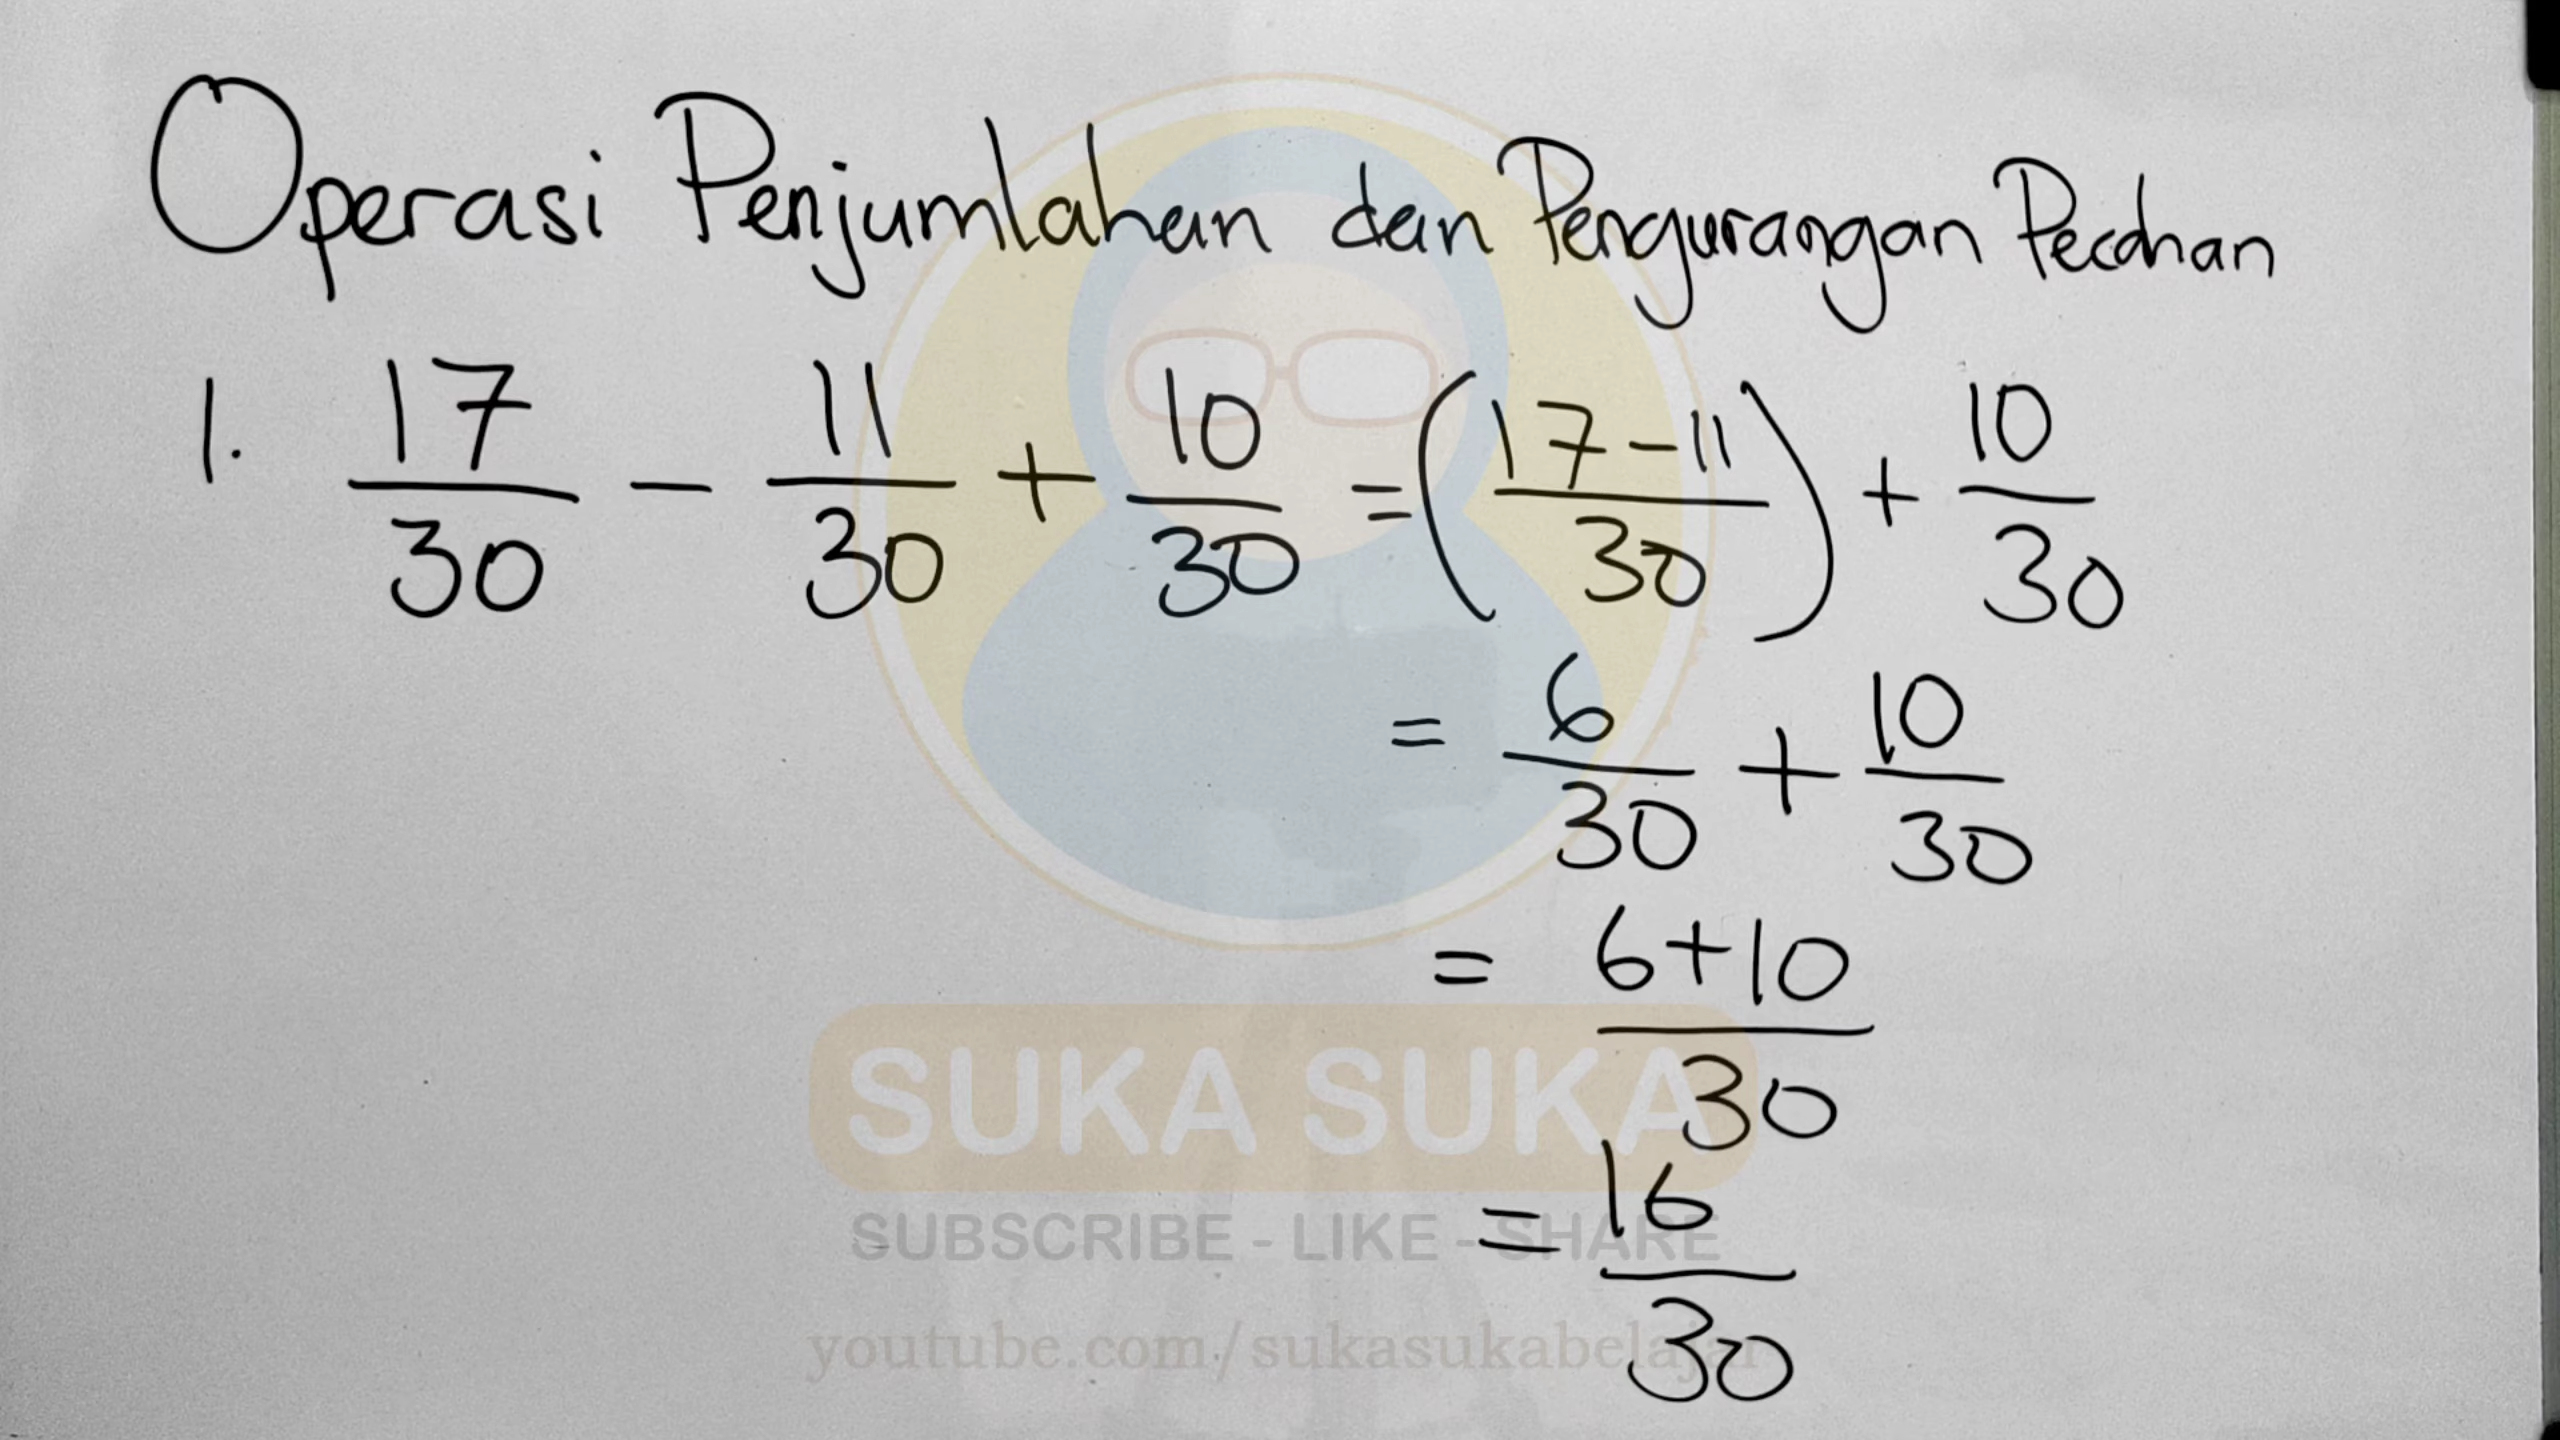 Operasi Penjumlahan dan Pengurangan Pecahan
1. 17/30 - 11/30 + 10/30 = (17-11/30) + 10/30
= 6/30 + 10/30
= 6+10/30
SUKA SUKA
= 16/30
SUBSCRIBE - LIKE - SHARE
youtube.com/sukasukabelajar